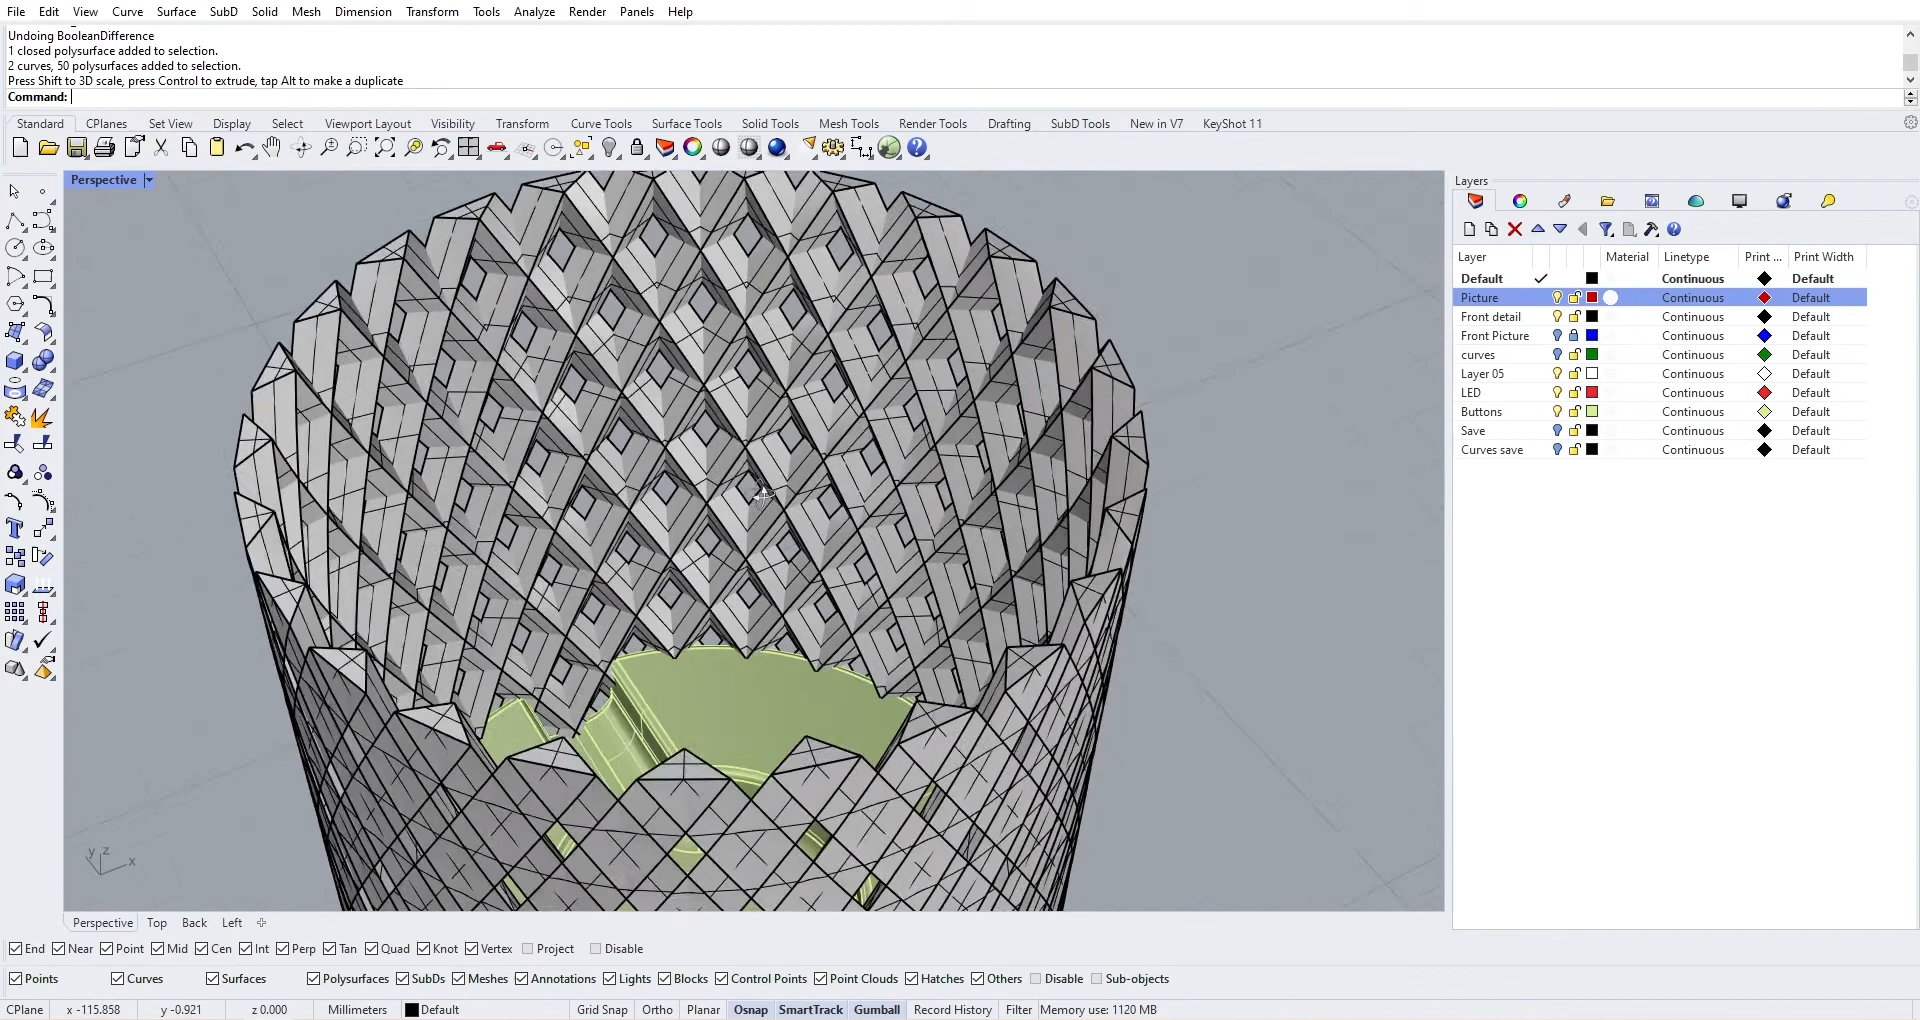 File Edit View Curve Surface SubD Solid Mesh Dimension Transform Tools Analyze Render Panels Help
Undoing BooleanDifference
1 closed polysurface added to selection.
2 curves, 50 polysurfaces added to selection.
Press Shift to 3D scale, press Control to extrude, tap Alt to make a duplicate
Command:
Standard CPlanes Set View Display Select Viewport Layout Visibility Transform Curve Tools Surface Tools Solid Tools Mesh Tools Render Tools Drafting SubD Tools New in V7 KeyShot 11
Perspective
Layers
Layer Material Linetype Print ... Print Width
Default Continuous Default
Picture Continuous Default
Front detail Continuous Default
Front Picture Continuous Default
curves Continuous Default
Layer 05 Continuous Default
LED Continuous Default
Buttons Continuous Default
Save Continuous Default
Curves save Continuous Default
y z x
Perspective Top Back Left
End Near Point Mid Cen Int Perp Tan Quad Knot Vertex Project Disable
Points Curves Surfaces Polysurfaces SubDs Meshes Annotations Lights Blocks Control Points Point Clouds Hatches Others Disable Sub-objects
CPlane x -115.858 y -0.921 z 0.000 Millimeters Default Grid Snap Ortho Planar Osnap SmartTrack Gumball Record History Filter Memory use: 1120 MB